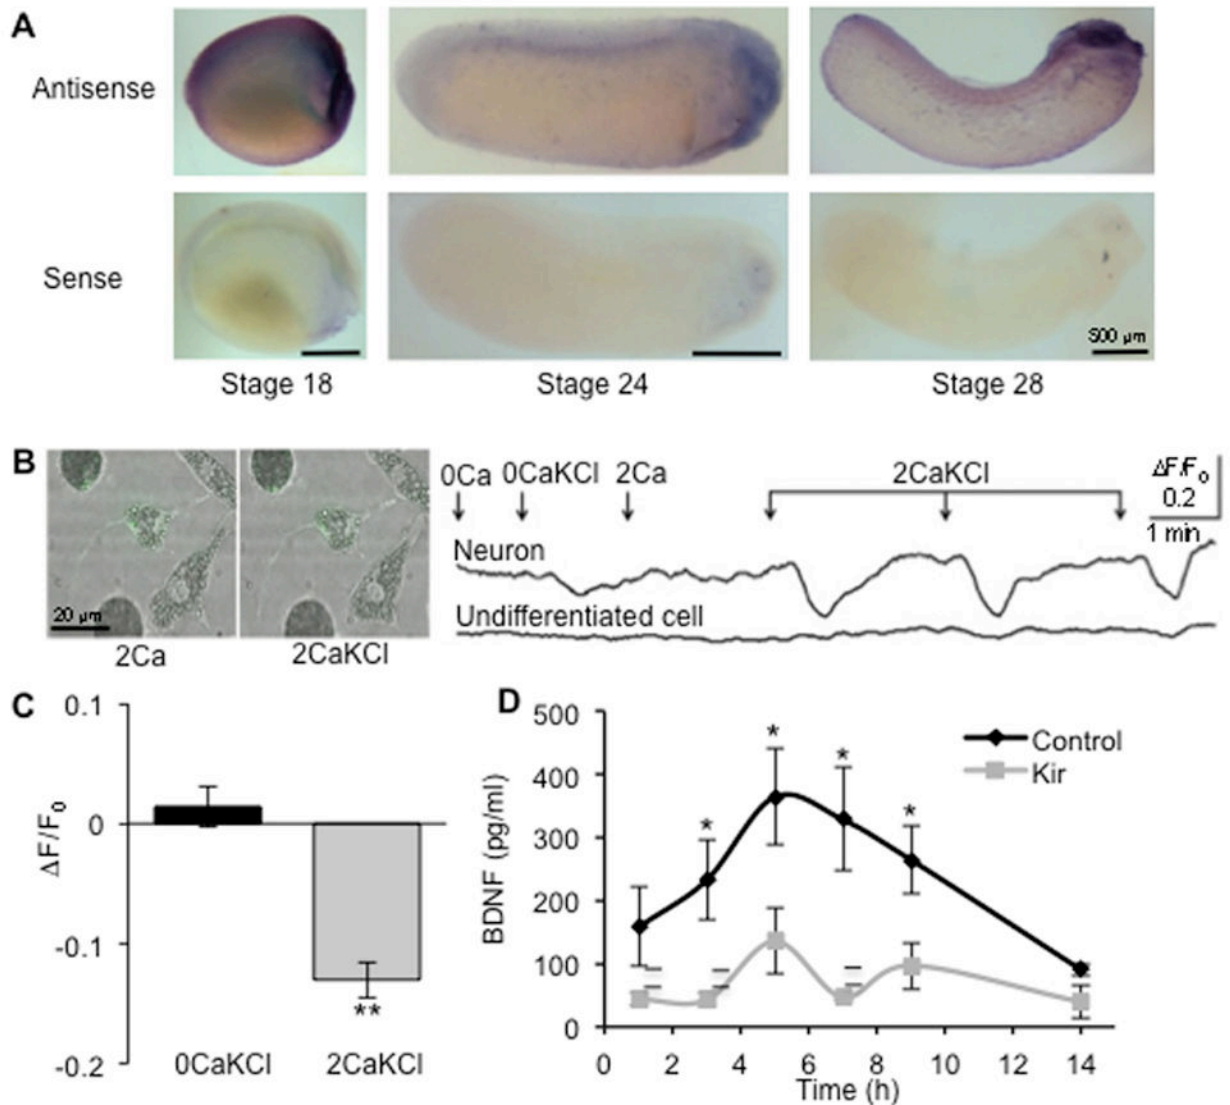 A
Antisense
Sense
500 µm
Stage 18
Stage 24
Stage 28
B
0Ca 0CaKCl 2Ca
2CaKCl
ΔF/F0
0.2
1 min
Neuron
Undifferentiated cell
20 µm
2Ca
2CaKCl
C
0.1
0
-0.1
-0.2
ΔF/F0
**
0CaKCl
2CaKCl
D
500
400
300
200
100
0
BDNF (pg/ml)
*
*
*
*
Control
Kir
0 2 4 6 8 10 12 14
Time (h)